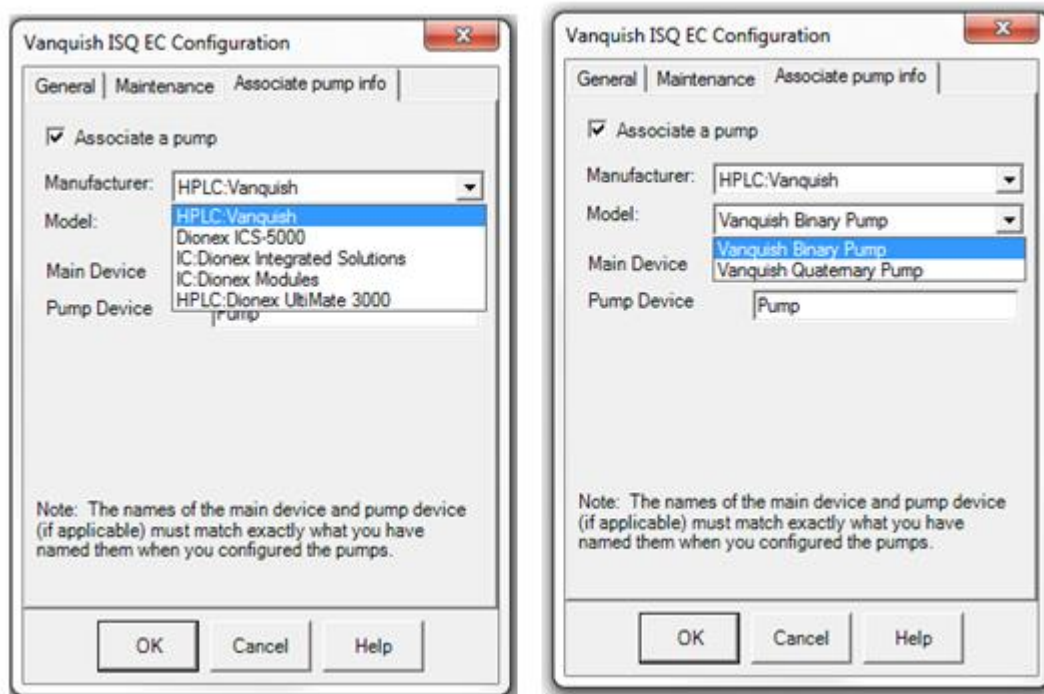 Vanquish ISQ EC Configuration
General Maintenance Associate pump info
Associate a pump
Manufacturer: HPLC:Vanquish
Model:
HPLC:Vanquish
Dionex ICS-5000
IC:Dionex Integrated Solutions
IC:Dionex Modules
HPLC:Dionex UltiMate 3000
Main Device
Pump Device Pump
Note: The names of the main device and pump device
(if applicable) must match exactly what you have
named them when you configured the pumps.
OK Cancel Help
Vanquish ISQ EC Configuration
General Maintenance Associate pump info
Associate a pump
Manufacturer: HPLC:Vanquish
Model: Vanquish Binary Pump
Vanquish Binary Pump
Vanquish Quaternary Pump
Main Device
Pump Device Pump
Note: The names of the main device and pump device
(if applicable) must match exactly what you have
named them when you configured the pumps.
OK Cancel Help